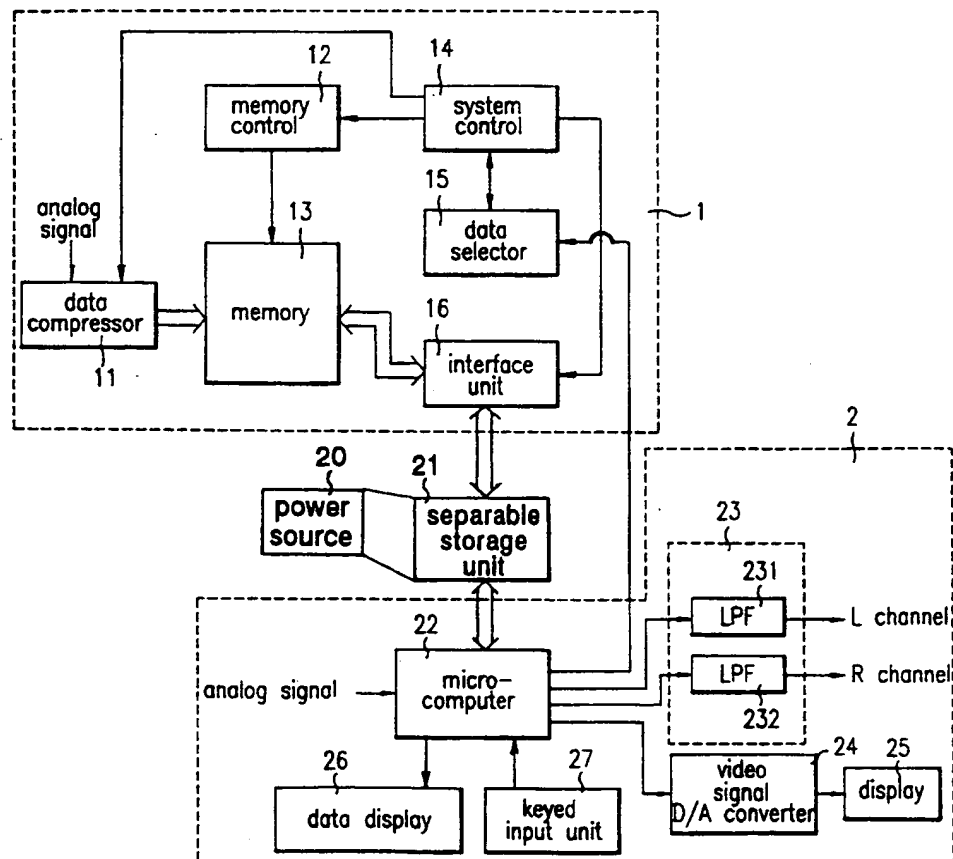 12
memory
control
14
system
control
15
data
selector
1
analog
signal
13
memory
data
compressor
11
16
interface
unit
2
20
power
source
21
separable
storage
unit
23
231
LPF
L channel
LPF
232
R channel
22
micro-
computer
analog signal
24
video
signal
D/A converter
25
display
26
data display
27
keyed
input unit